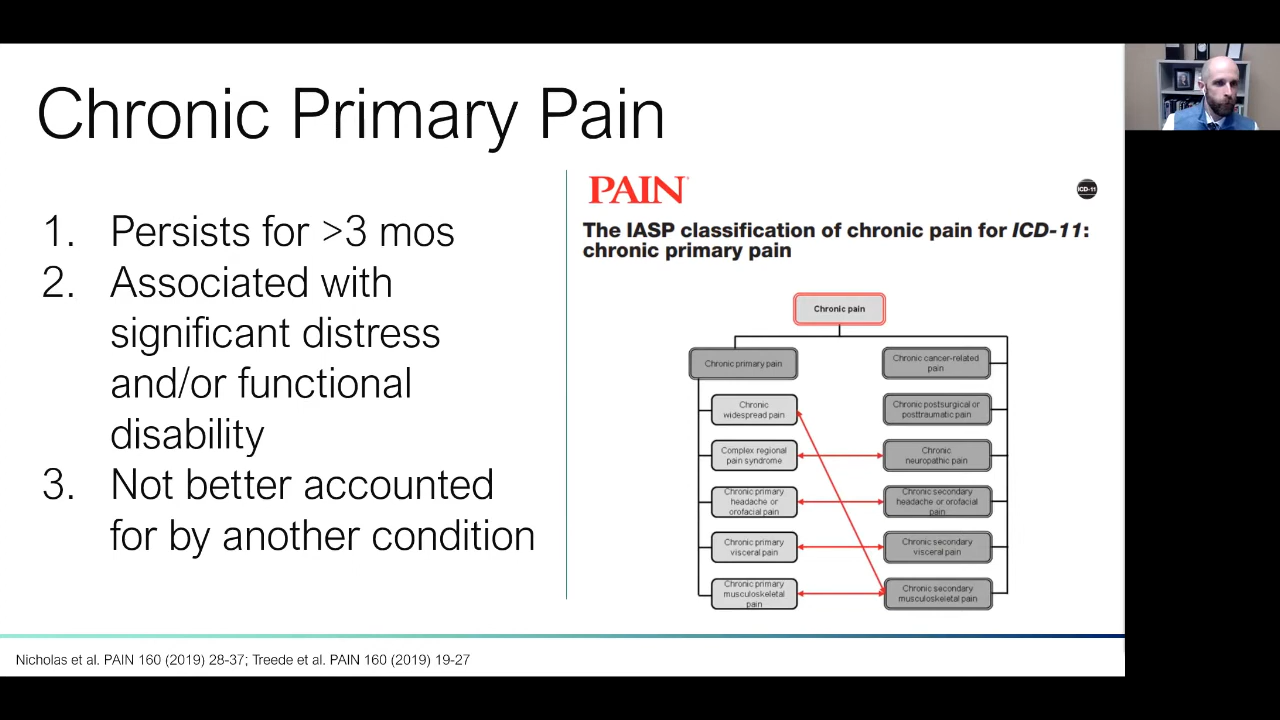 Chronic Primary Pain
1. Persists for >3 mos
2. Associated with
significant distress
and/or functional
disability
3. Not better accounted
for by another condition
PAIN
ICD-11
The IASP classification of chronic pain for ICD-11:
chronic primary pain
Chronic pain
Chronic primary pain
Chronic
widespread pain
Complex regional
pain syndrome
Chronic primary
headache or
orofacial pain
Chronic primary
visceral pain
Chronic primary
musculoskeletal
pain
Chronic cancer-related
pain
Chronic postsurgical or
posttraumatic pain
Chronic
neuropathic pain
Chronic secondary
headache or orofacial
pain
Chronic secondary
visceral pain
Chronic secondary
musculoskeletal pain
Nicholas et al. PAIN 160 (2019) 28-37; Treede et al. PAIN 160 (2019) 19-27